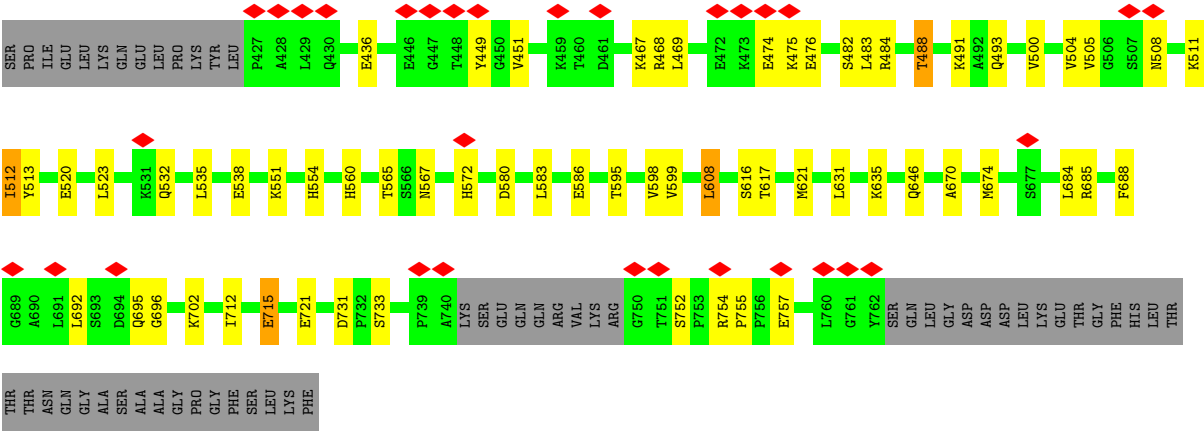 SER PRO ILE GLU LEU LYS GLN GLU LEU PRO LYS TYR LEU P427 A428 L429 Q430 E436 E446 G447 T448 Y449 G450 V451 K459 T460 D461 K467 R468 L469 E472 K473 E474 K475 E476 S482 L483 R484 T488 K491 A492 Q493 V500 V504 V505 G506 S507 N508 K511
I512 Y513 E520 L523 K531 Q532 L535 E538 K551 H554 H560 T565 S566 N567 H572 D580 L583 E586 T595 V598 V599 L608 S616 T617 M621 L631 K635 Q646 A670 M674 S677 L684 R685 F688
G689 A690 L691 L692 S693 D694 Q695 G696 K702 I712 E715 E721 D731 P732 S733 P739 A740 LYS SER GLU GLN GLN ARG VAL LYS ARG G750 T751 S752 P753 R754 P755 P756 E757 L760 G761 Y762 SER GLN LEU GLY ASP ASP ASP LEU LYS GLU THR GLY PHE HIS LEU THR
THR THR ASN GLN GLY ALA SER ALA ALA GLY PRO GLY PHE SER LEU LYS PHE